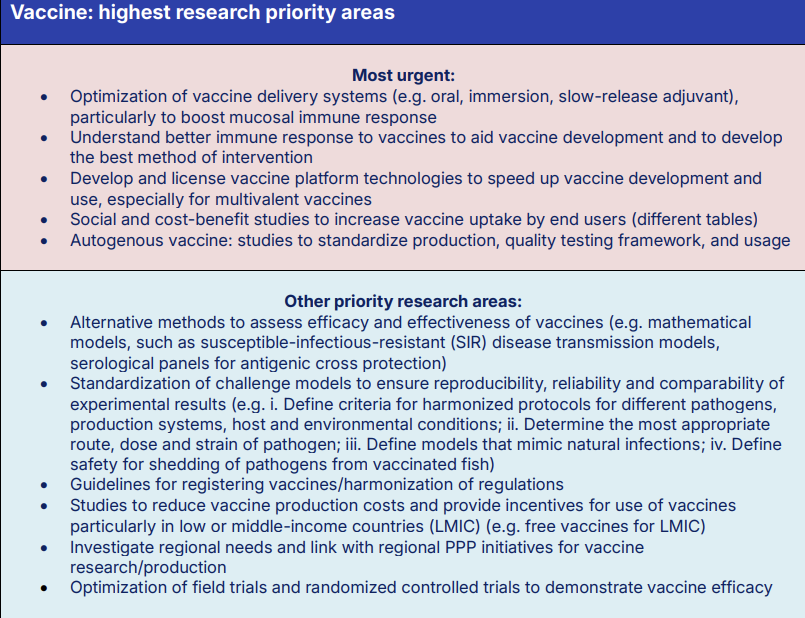 Vaccine: highest research priority areas
Most urgent:
• Optimization of vaccine delivery systems (e.g. oral, immersion, slow-release adjuvant),
particularly to boost mucosal immune response
• Understand better immune response to vaccines to aid vaccine development and to develop
the best method of intervention
• Develop and license vaccine platform technologies to speed up vaccine development and
use, especially for multivalent vaccines
• Social and cost-benefit studies to increase vaccine uptake by end users (different tables)
• Autogenous vaccine: studies to standardize production, quality testing framework, and usage
Other priority research areas:
• Alternative methods to assess efficacy and effectiveness of vaccines (e.g. mathematical
models, such as susceptible-infectious-resistant (SIR) disease transmission models,
serological panels for antigenic cross protection)
• Standardization of challenge models to ensure reproducibility, reliability and comparability of
experimental results (e.g. i. Define criteria for harmonized protocols for different pathogens,
production systems, host and environmental conditions; ii. Determine the most appropriate
route, dose and strain of pathogen; iii. Define models that mimic natural infections; iv. Define
safety for shedding of pathogens from vaccinated fish)
• Guidelines for registering vaccines/harmonization of regulations
• Studies to reduce vaccine production costs and provide incentives for use of vaccines
particularly in low or middle-income countries (LMIC) (e.g. free vaccines for LMIC)
• Investigate regional needs and link with regional PPP initiatives for vaccine
research/production
• Optimization of field trials and randomized controlled trials to demonstrate vaccine efficacy